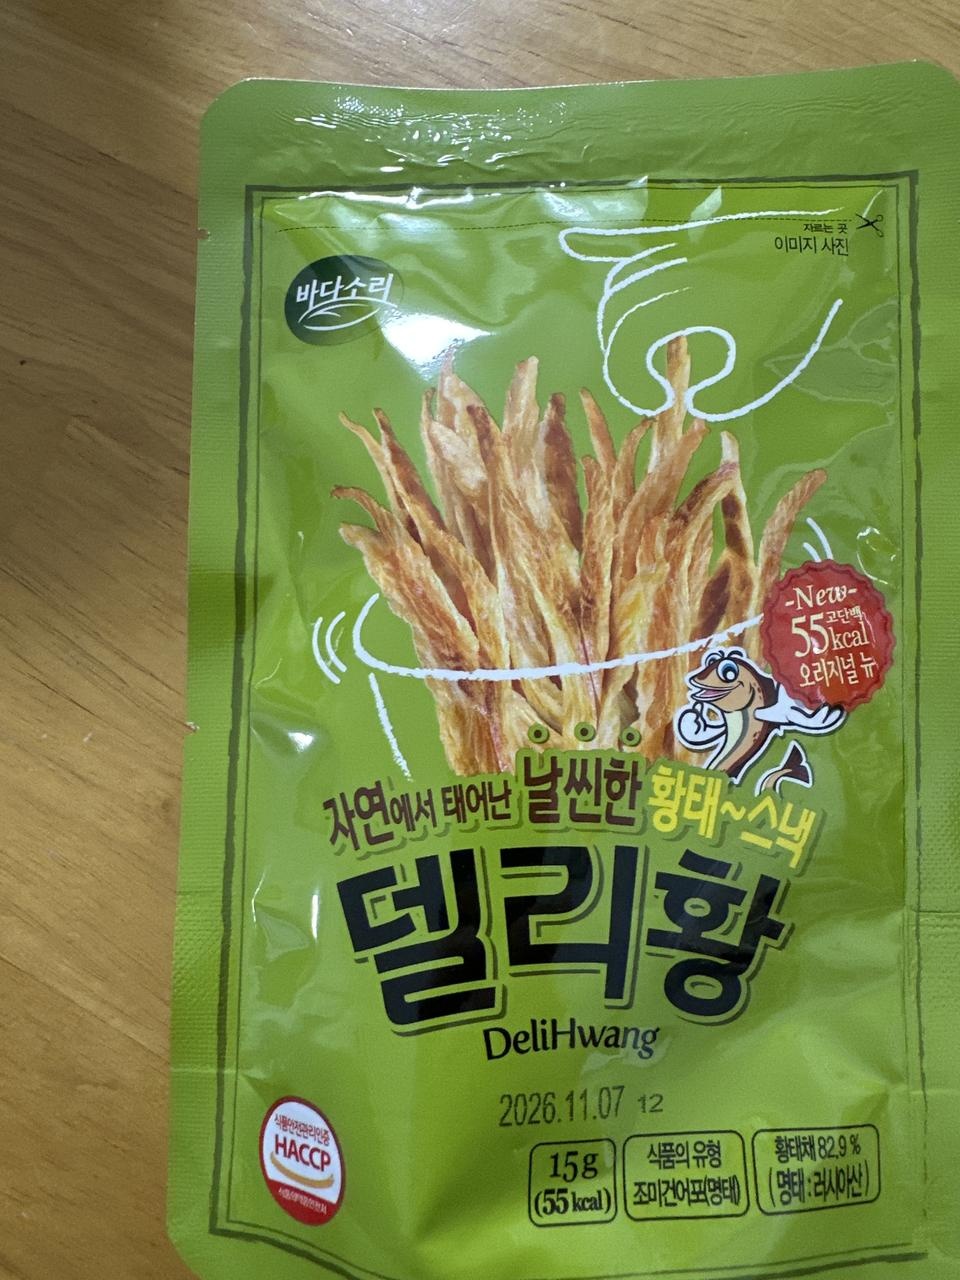 자르는 곳
이미지 사진
바다소리
-New-
고단백
55kcal
오리지널 뉴
자연에서 태어난 날씬한 황태~스낵
델리황
DeliHwang
2026.11.07 12
식품안전관리인증
HACCP
15g
(55 kcal)
식품의 유형
조미건어포(명태)
황태채 82.9 %
(명태 : 러시아산)